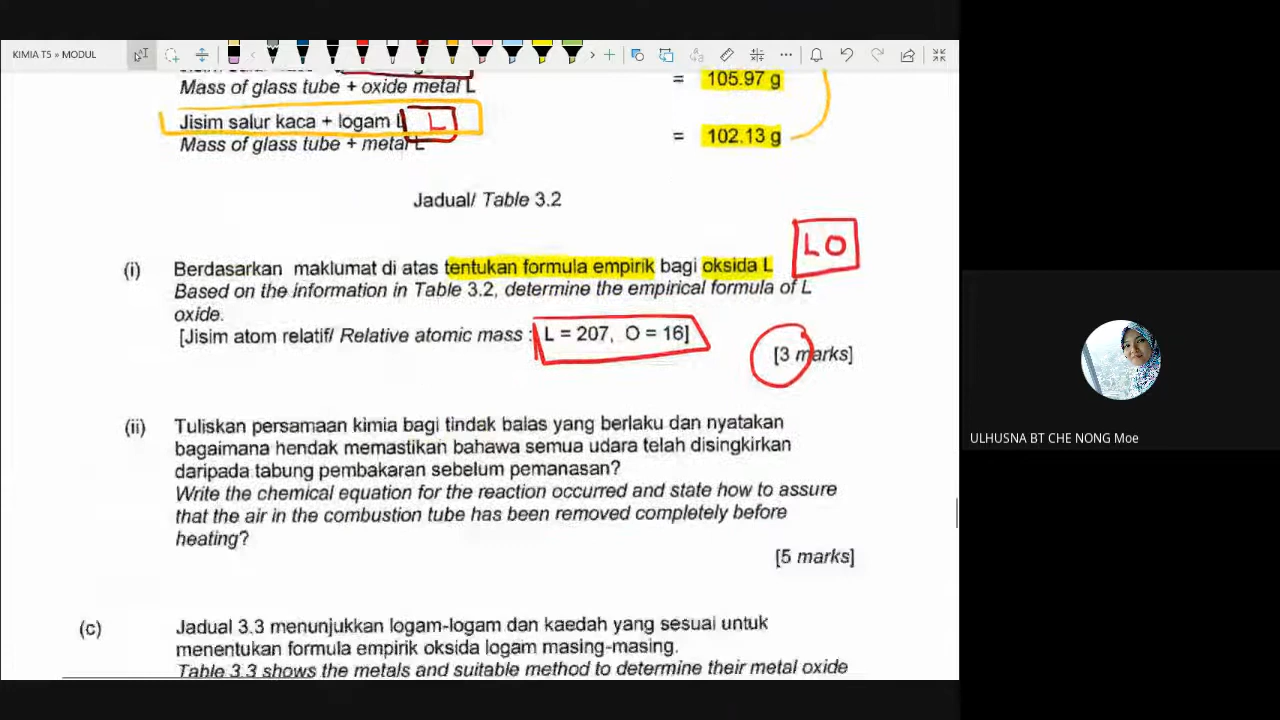 KIMIA T5 » MODUL
Mass of glass tube + oxide metal L = 105.97 g
Jisim salur kaca + logam L L
Mass of glass tube + metal L = 102.13 g
Jadual/ Table 3.2
LO
(i) Berdasarkan maklumat di atas tentukan formula empirik bagi oksida L
Based on the information in Table 3.2, determine the empirical formula of L
oxide.
[Jisim atom relatif/ Relative atomic mass : L = 207, O = 16]
[3 marks]
(ii) Tuliskan persamaan kimia bagi tindak balas yang berlaku dan nyatakan
bagaimana hendak memastikan bahawa semua udara telah disingkirkan
daripada tabung pembakaran sebelum pemanasan?
Write the chemical equation for the reaction occurred and state how to assure
that the air in the combustion tube has been removed completely before
heating?
[5 marks]
(c) Jadual 3.3 menunjukkan logam-logam dan kaedah yang sesuai untuk
menentukan formula empirik oksida logam masing-masing.
Table 3.3 shows the metals and suitable method to determine their metal oxide
ULHUSNA BT CHE NONG Moe